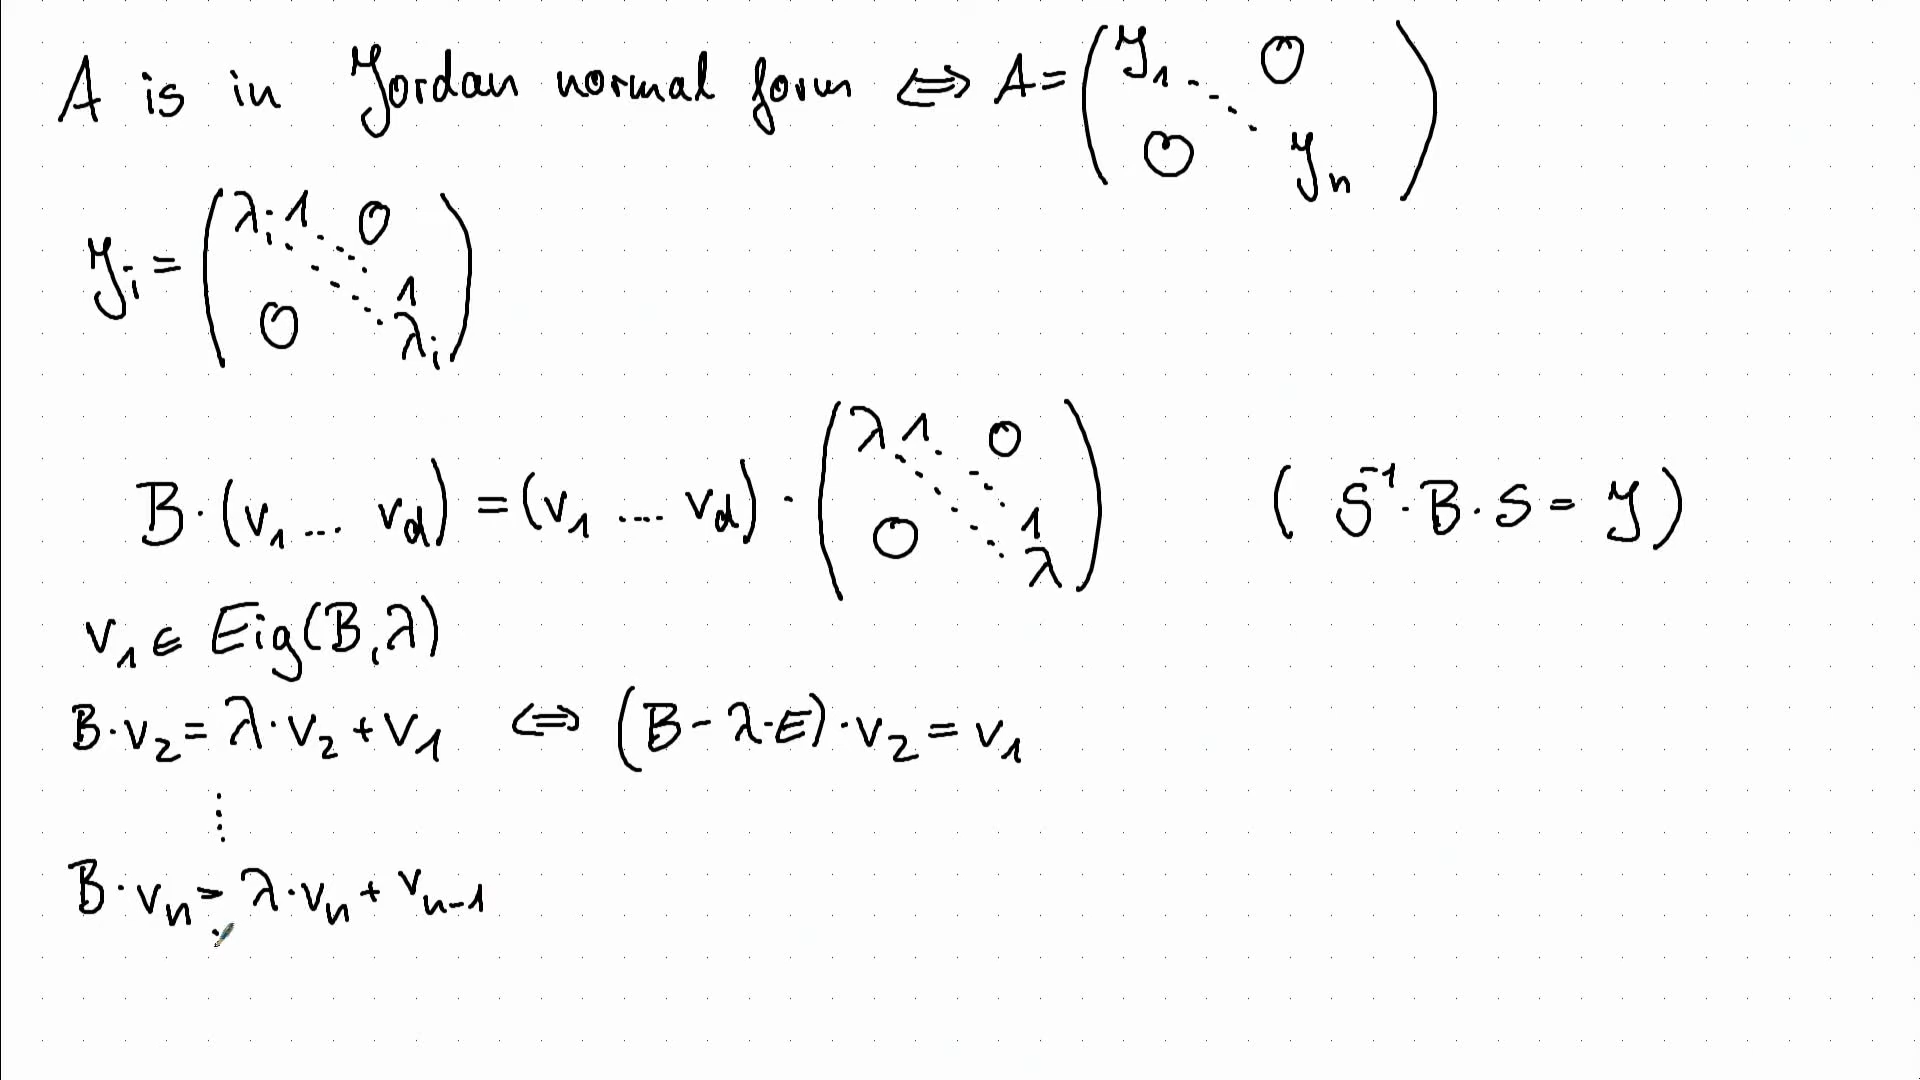 A is in Jordan normal form ⇔ A = ( J₁ ⋱ 0 0 Jₙ )
Jᵢ = ( λᵢ 1 0 ⋱ ⋱ 0 1 λᵢ )
B · (v₁ ... v_d) = (v₁ .... v_d) · ( λ 1 0 ⋱ ⋱ 0 1 λ ) ( S⁻¹ · B · S = J )
v₁ ∈ Eig(B, λ)
B · v₂ = λ · v₂ + v₁ ⇔ (B - λ · E) · v₂ = v₁
⋮
B · vₙ = λ · vₙ + vₙ₋₁